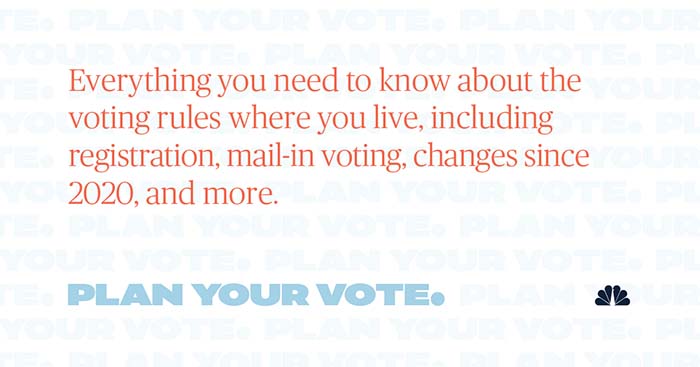 Everything you need to know about the
voting rules where you live, including
registration, mail-in voting, changes since
2020, and more.
PLAN YOUR VOTE.